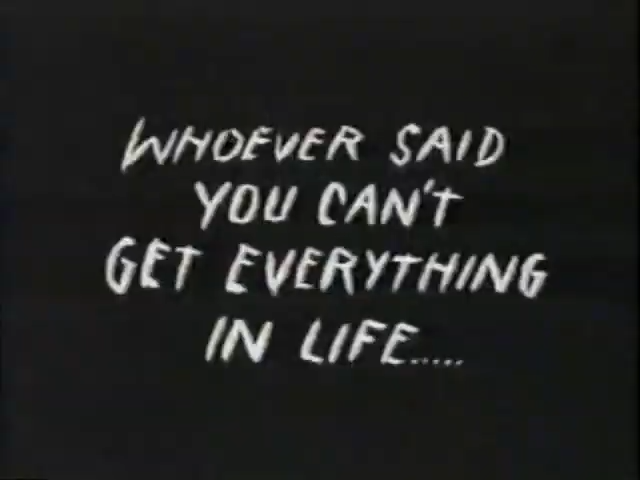 WHOEVER SAID
YOU CAN'T
GET EVERYTHING
IN LIFE.....